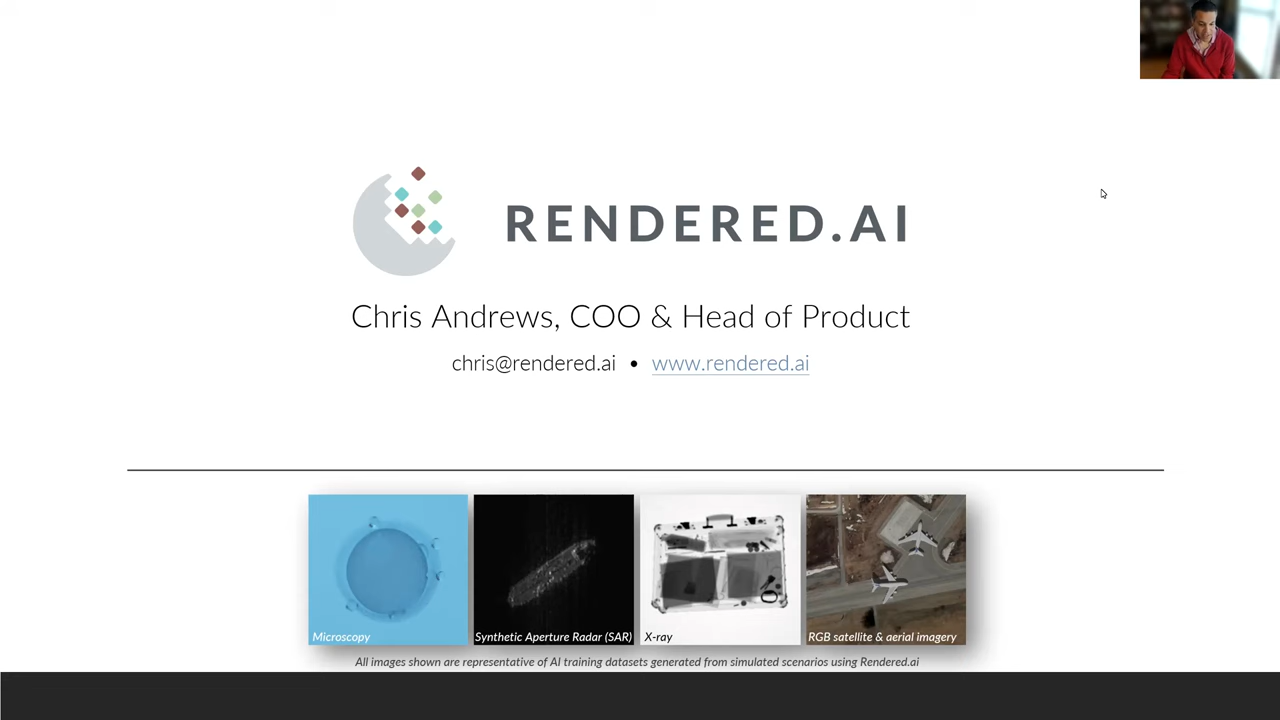 RENDERED.AI
Chris Andrews, COO & Head of Product
chris@rendered.ai • www.rendered.ai
Microscopy
Synthetic Aperture Radar (SAR)
X-ray
RGB satellite & aerial imagery
All images shown are representative of AI training datasets generated from simulated scenarios using Rendered.ai